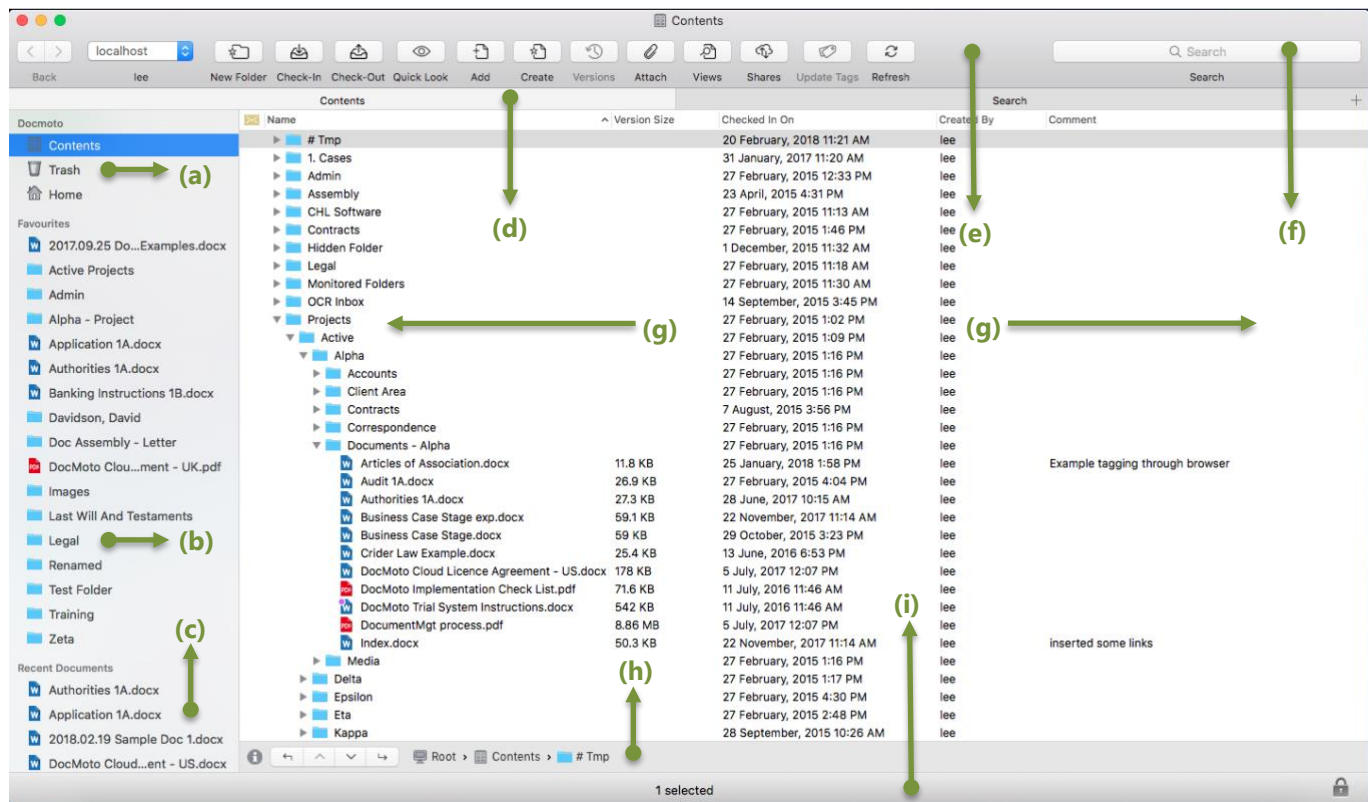 Contents
localhost
Search
Back lee New Folder Check-In Check-Out Quick Look Add Create Versions Attach Views Shares Update Tags Refresh Search
Contents Search
Docmoto Name Version Size Checked In On Created By Comment
Contents # Tmp 20 February, 2018 11:21 AM lee
1. Cases 31 January, 2017 11:20 AM lee
Trash (a) Admin 27 February, 2015 12:33 PM lee
Home Assembly 23 April, 2015 4:31 PM lee
CHL Software 27 February, 2015 11:13 AM lee
Favourites Contracts 27 February, 2015 1:46 PM lee
(d) (e) (f)
2017.09.25 Do...Examples.docx Hidden Folder 1 December, 2015 11:32 AM lee
Active Projects Legal 27 February, 2015 11:18 AM lee
Monitored Folders 27 February, 2015 11:30 AM lee
Admin OCR Inbox 14 September, 2015 3:45 PM lee
Alpha - Project Projects (g) 27 February, 2015 1:02 PM lee (g)
Application 1A.docx Active 27 February, 2015 1:09 PM lee
Alpha 27 February, 2015 1:16 PM lee
Authorities 1A.docx Accounts 27 February, 2015 1:16 PM lee
Banking Instructions 1B.docx Client Area 27 February, 2015 1:16 PM lee
Davidson, David Contracts 7 August, 2015 3:56 PM lee
Correspondence 27 February, 2015 1:16 PM lee
Doc Assembly - Letter Documents - Alpha 27 February, 2015 1:16 PM lee
DocMoto Clou...ment - UK.pdf Articles of Association.docx 11.8 KB 25 January, 2018 1:58 PM lee Example tagging through browser
Audit 1A.docx 26.9 KB 27 February, 2015 4:04 PM lee
Images Authorities 1A.docx 27.3 KB 28 June, 2017 10:15 AM lee
Last Will And Testaments Business Case Stage exp.docx 59.1 KB 22 November, 2017 11:14 AM lee
Legal (b) Business Case Stage.docx 59 KB 29 October, 2015 3:23 PM lee
Crider Law Example.docx 25.4 KB 13 June, 2016 6:53 PM lee
Renamed DocMoto Cloud Licence Agreement - US.docx 178 KB 5 July, 2017 12:07 PM lee
Test Folder DocMoto Implementation Check List.pdf 71.6 KB 11 July, 2016 11:46 AM lee
(i)
Training DocMoto Trial System Instructions.docx 542 KB 11 July, 2016 11:46 AM lee
(c) DocumentMgt process.pdf 8.86 MB 5 July, 2017 12:07 PM lee
Zeta Index.docx 50.3 KB 22 November, 2017 11:14 AM lee inserted some links
Recent Documents Media 27 February, 2015 1:16 PM lee
(h)
Authorities 1A.docx Delta 27 February, 2015 1:17 PM lee
Epsilon 27 February, 2015 4:30 PM lee
Application 1A.docx Eta 27 February, 2015 2:48 PM lee
2018.02.19 Sample Doc 1.docx Kappa 28 September, 2015 10:26 AM lee
DocMoto Cloud...ent - US.docx Root › Contents › # Tmp
1 selected